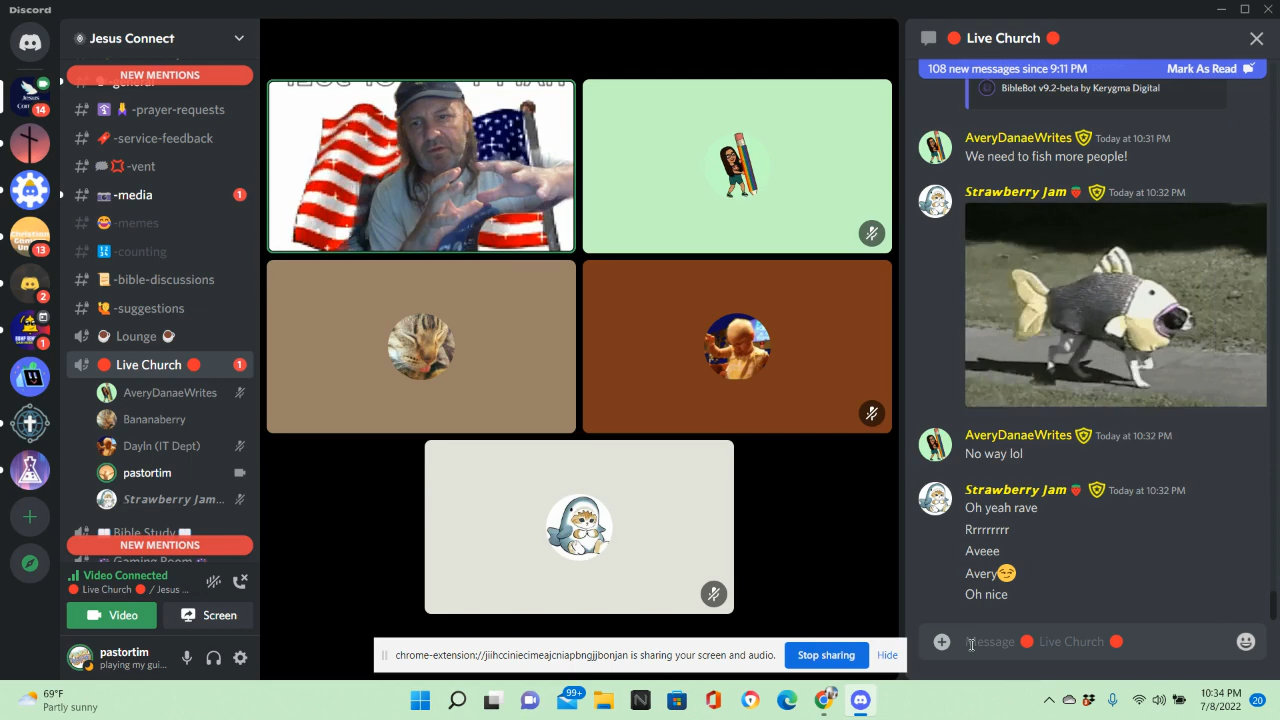 Discord
Jesus Connect
NEW MENTIONS
-general
-prayer-requests
-service-feedback
-vent
-media
1
-memes
-counting
-bible-discussions
-suggestions
Lounge
Live Church
1
AveryDanaeWrites
Bananaberry
DayIn (IT Dept)
pastortim
Strawberry Jam...
Bible Study
NEW MENTIONS
Gaming Room
Video Connected
Live Church / Jesus ...
Video
Screen
pastortim
playing my gui...
14
13
2
1
Live Church
108 new messages since 9:11 PM
Mark As Read
BibleBot v9.2-beta by Kerygma Digital
AveryDanaeWrites Today at 10:31 PM
We need to fish more people!
Strawberry Jam Today at 10:32 PM
AveryDanaeWrites Today at 10:32 PM
No way lol
Strawberry Jam Today at 10:32 PM
Oh yeah rave
Rrrrrrrr
Aveee
Avery
Oh nice
Message Live Church
chrome-extension://jiihcciniecimeajcniapbngjjbonjan is sharing your screen and audio.
Stop sharing
Hide
69°F
Partly sunny
99+
10:34 PM
7/8/2022
20